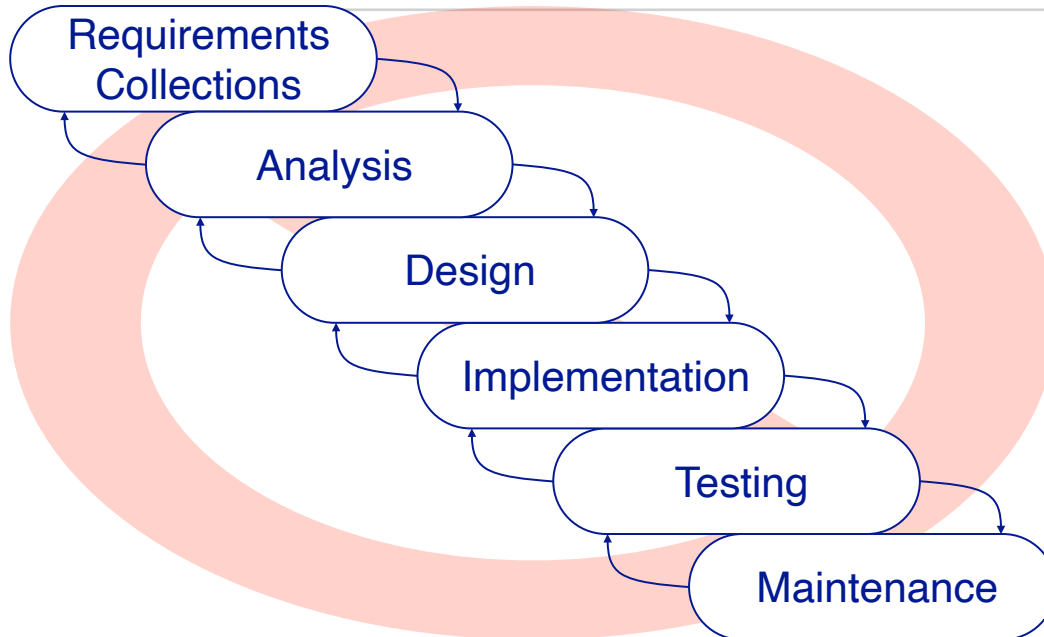 Requirements
Collections
Analysis
Design
Implementation
Testing
Maintenance